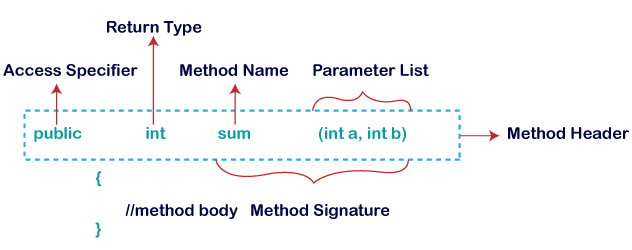 Return Type
Access Specifier Method Name Parameter List
public int sum (int a, int b) Method Header
{
//method body Method Signature
}